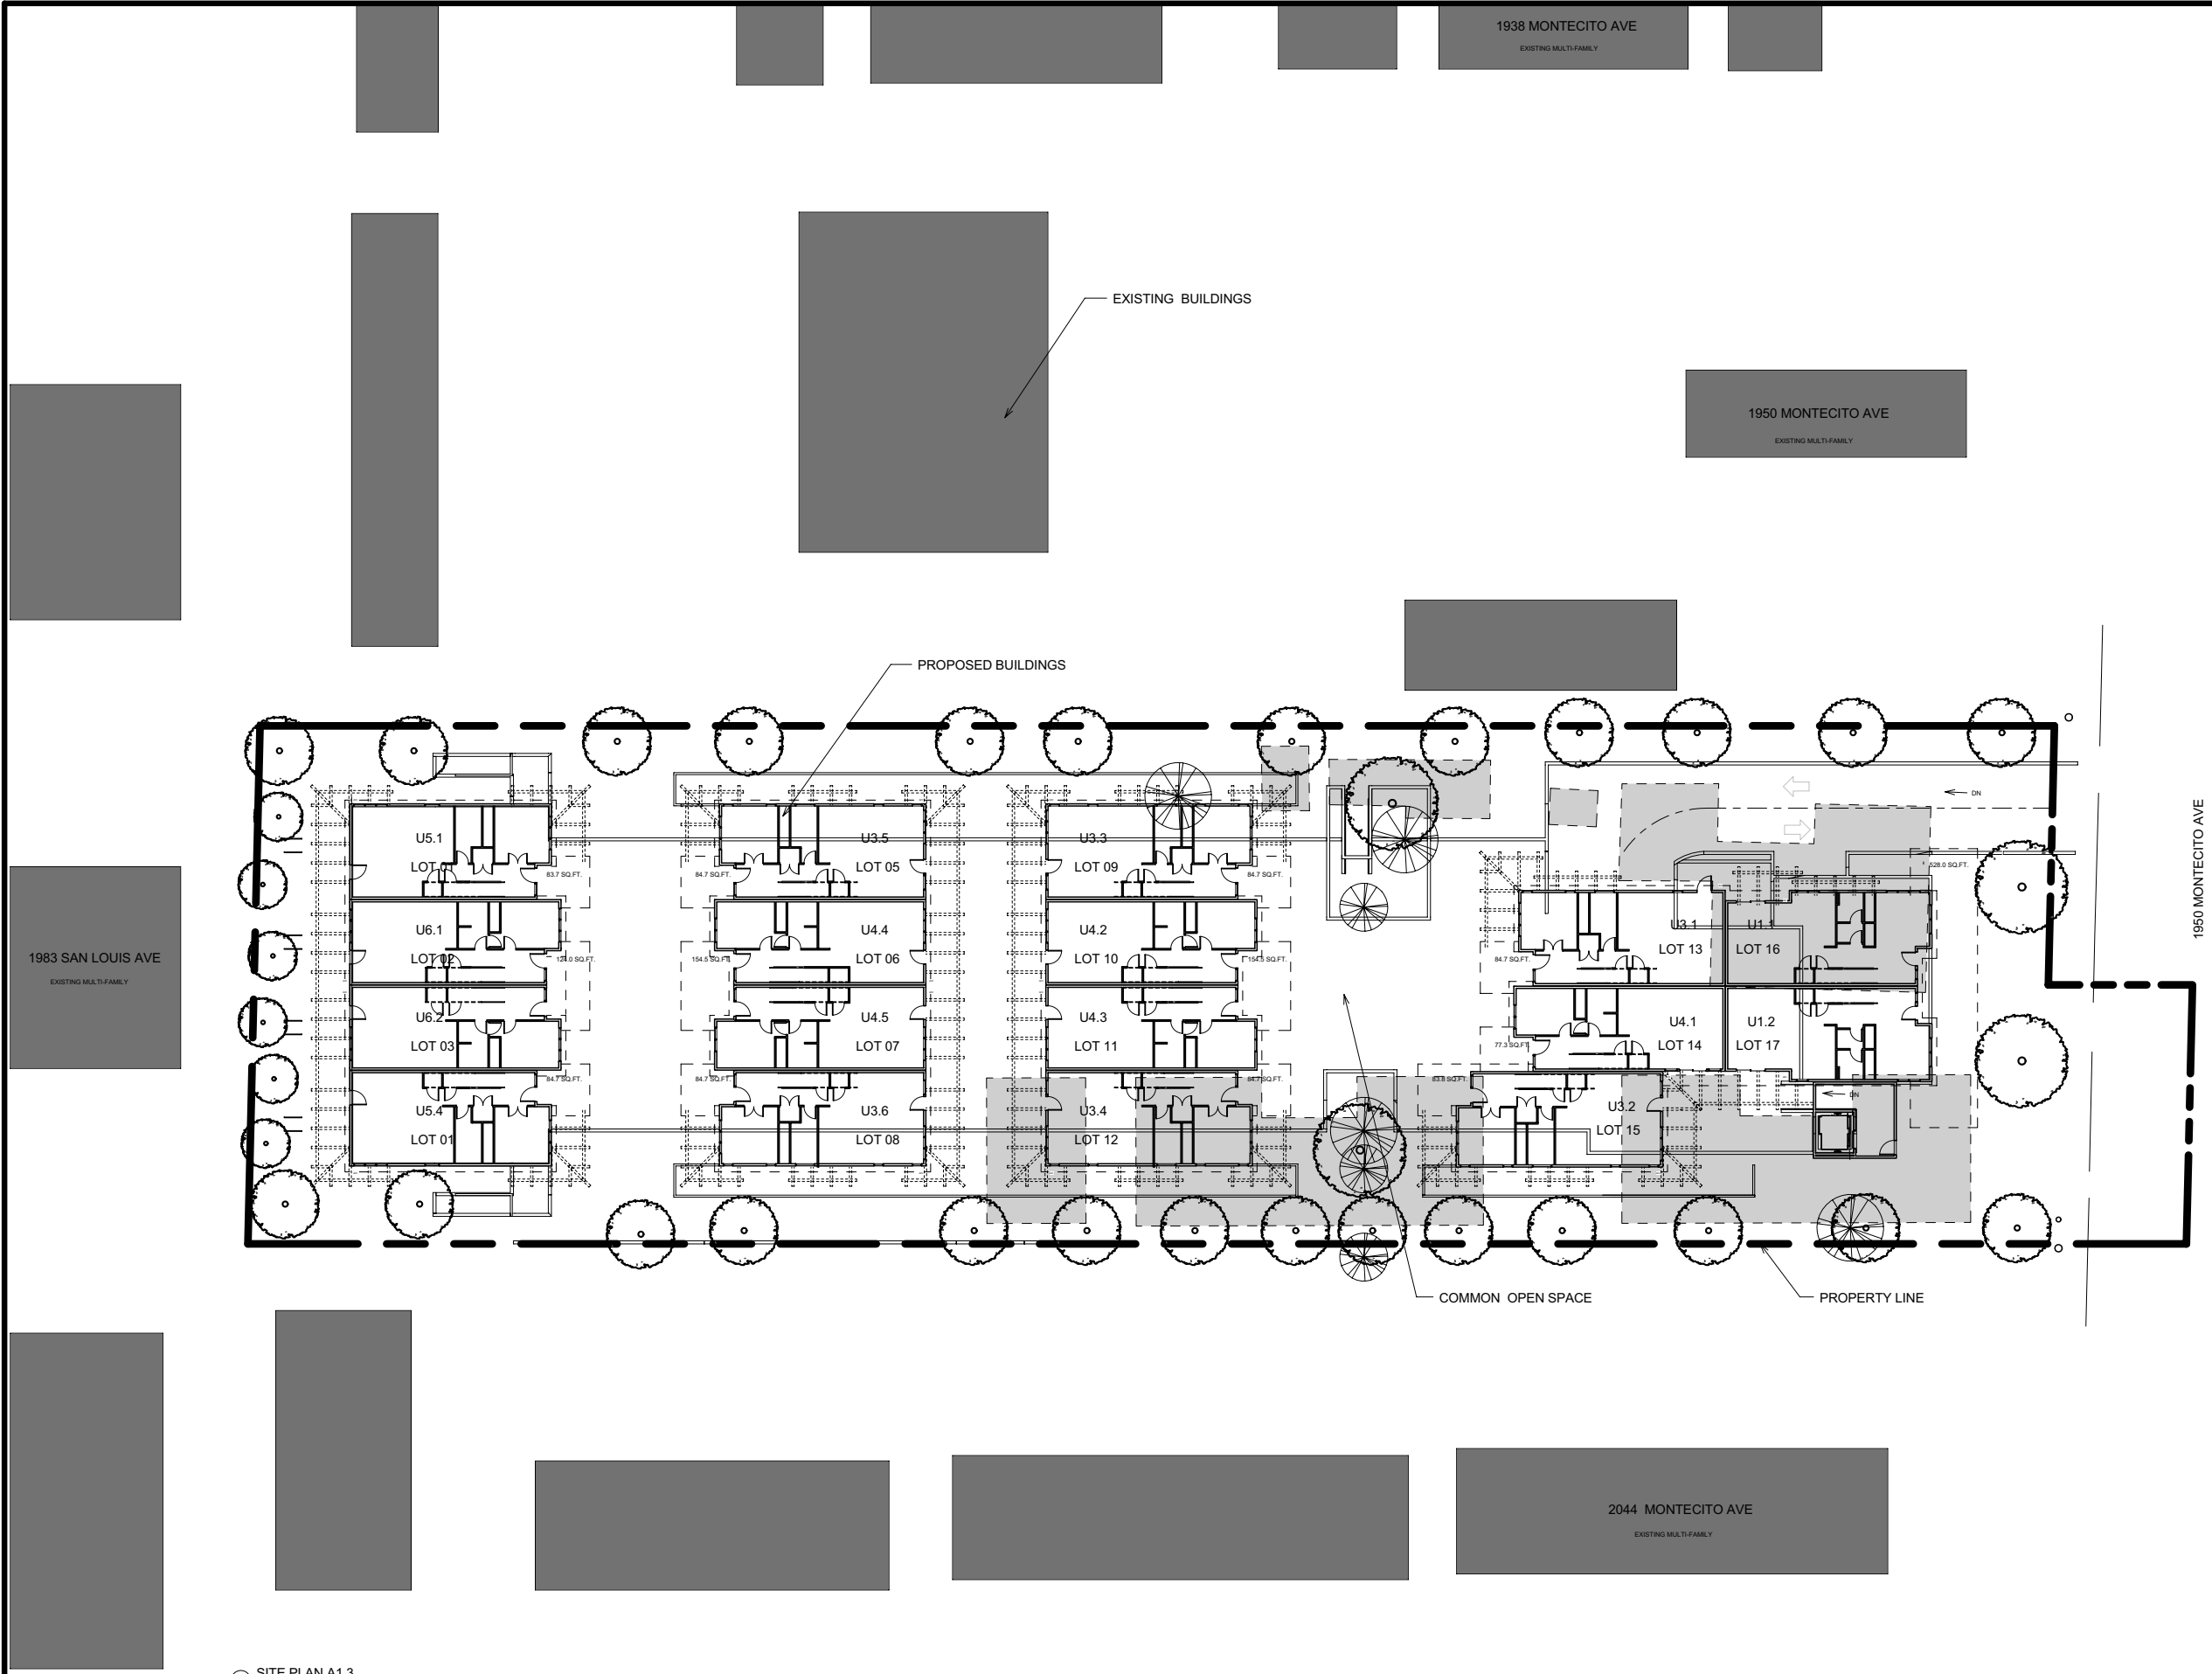 1938 MONTECITO AVE
EXISTING MULTI-FAMILY
EXISTING BUILDINGS
1950 MONTECITO AVE
EXISTING MULTI-FAMILY
PROPOSED BUILDINGS
DN
1950 MONTECITO AVE
U5.1
LOT 01
83.7 SQ.FT.
84.7 SQ.FT.
U3.5
LOT 05
U3.3
LOT 09
84.7 SQ.FT.
528.0 SQ.FT.
U6.1
LOT 02
124.0 SQ.FT.
154.5 SQ.FT.
U4.4
LOT 06
U4.2
LOT 10
154.5 SQ.FT.
84.7 SQ.FT.
U3.1
LOT 13
U1.1
LOT 16
1983 SAN LOUIS AVE
EXISTING MULTI-FAMILY
U6.2
LOT 03
U4.5
LOT 07
U4.3
LOT 11
77.3 SQ.FT.
U4.1
LOT 14
U1.2
LOT 17
84.7 SQ.FT.
84.7 SQ.FT.
84.7 SQ.FT.
83.8 SQ.FT.
DN
U5.4
LOT 01
U3.6
LOT 08
U3.4
LOT 12
U3.2
LOT 15
COMMON OPEN SPACE
PROPERTY LINE
2044 MONTECITO AVE
EXISTING MULTI-FAMILY
SITE PLAN A1.3